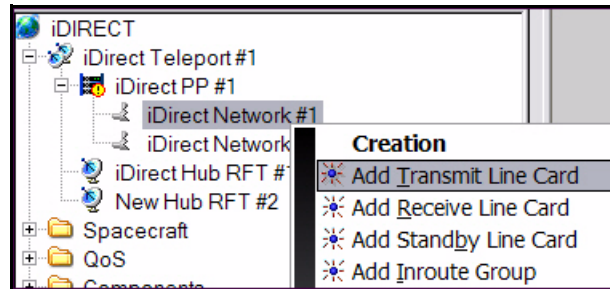 iDIRECT
iDirect Teleport #1
iDirect PP #1
iDirect Network #1
iDirect Network
iDirect Hub RFT #1
New Hub RFT #2
Spacecraft
QoS
Components
Creation
Add Transmit Line Card
Add Receive Line Card
Add Standby Line Card
Add Inroute Group